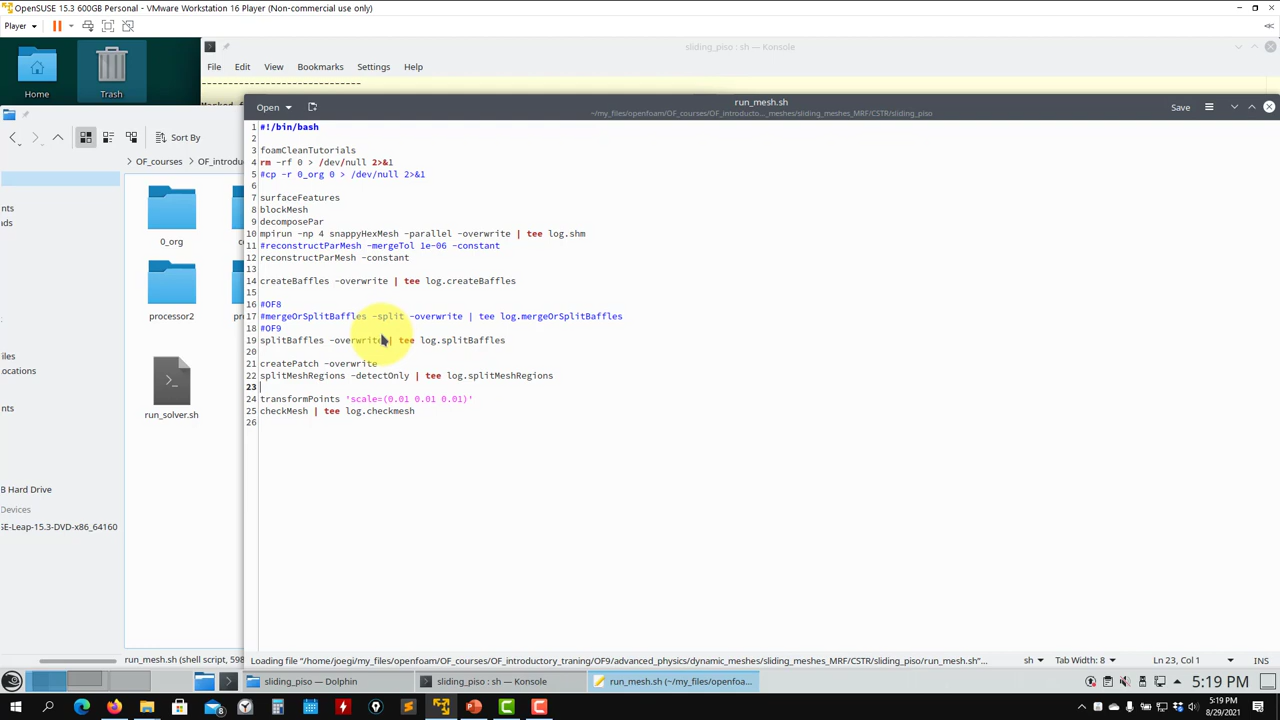 OpenSUSE 15.3 600GB Personal - VMware Workstation 16 Player (Non-commercial use only)
Player
sliding_piso : sh — Konsole
File Edit View Bookmarks Settings Help
Home
Trash
Open
run_mesh.sh
~/my_files/openfoam/OF_courses/OF_introducto..._meshes/sliding_meshes_MRF/CSTR/sliding_piso
Save
Sort By
OF_courses
OF_introdu
nts
ads
iles
ocations
nts
B Hard Drive
Devices
SE-Leap-15.3-DVD-x86_64160
0_org
processor2
run_solver.sh
1 #!/bin/bash
2
3 foamCleanTutorials
4 rm -rf 0 > /dev/null 2>&1
5 #cp -r 0_org 0 > /dev/null 2>&1
6
7 surfaceFeatures
8 blockMesh
9 decomposePar
10 mpirun -np 4 snappyHexMesh -parallel -overwrite | tee log.shm
11 #reconstructParMesh -mergeTol 1e-06 -constant
12 reconstructParMesh -constant
13
14 createBaffles -overwrite | tee log.createBaffles
15
16 #OF8
17 #mergeOrSplitBaffles -split -overwrite | tee log.mergeOrSplitBaffles
18 #OF9
19 splitBaffles -overwrite | tee log.splitBaffles
20
21 createPatch -overwrite
22 splitMeshRegions -detectOnly | tee log.splitMeshRegions
23
24 transformPoints 'scale=(0.01 0.01 0.01)'
25 checkMesh | tee log.checkmesh
26
run_mesh.sh (shell script, 598
Loading file “/home/joegi/my_files/openfoam/OF_courses/OF_introductory_traning/OF9/advanced_physics/dynamic_meshes/sliding_meshes_MRF/CSTR/sliding_piso/run_mesh.sh”...
sh
Tab Width: 8
Ln 23, Col 1
INS
sliding_piso — Dolphin
sliding_piso : sh — Konsole
run_mesh.sh (~/my_files/openfoa...
5:19 PM
5:19 PM
8/29/2021